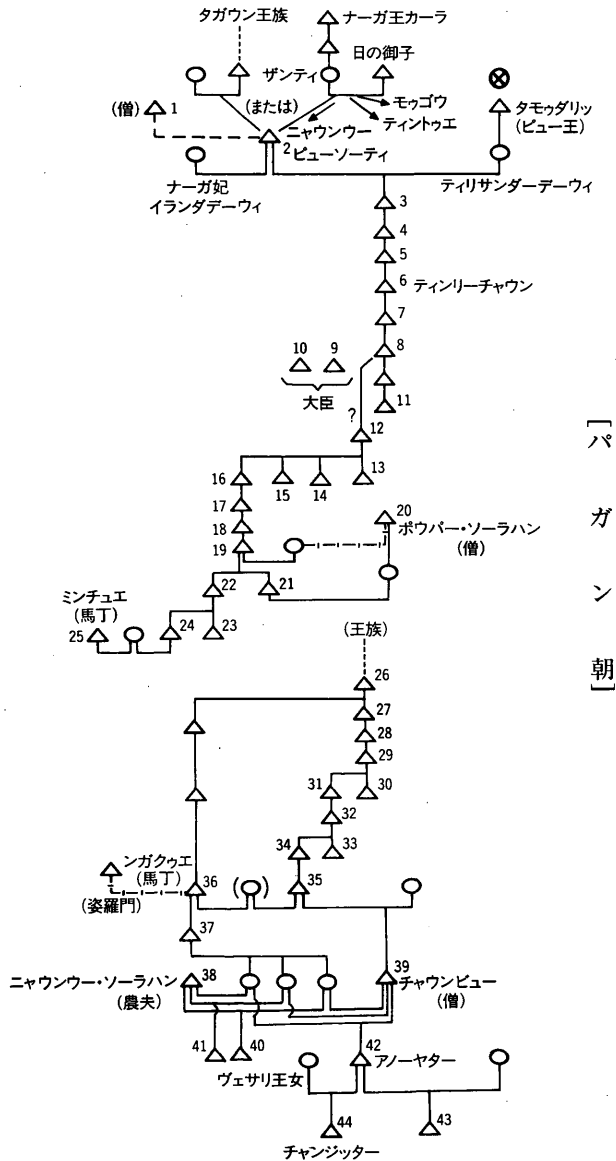 タガウン王族
ナーガ王カーラ
日の御子
ザンティ
(または)
モゥゴウ
ティントゥエ
ニャウンウー
(僧) 1
タモゥダリッ
(ピュー王)
2 ピューソーティ
ナーガ妃
イランダデーウィ
ティリサンダーデーウィ
3
4
5
6 ティンリーチャウン
7
8
10 9
大臣
11
?
12
16 15 14 13
17
18
19
20
ポウパー・ソーラハン
(僧)
22 21
ミンチュエ
(馬丁)
25 24 23
[パガン朝]
(王族)
26
27
28
29
31 30
32
34 33
ンガクゥエ
(馬丁)
36 35
(婆羅門)
37
ニャウンウー・ソーラハン 38
(農夫)
39
チャウンビュー
(僧)
41 40
42 アノーヤター
ヴェサリ王女
44 43
チャンジッター